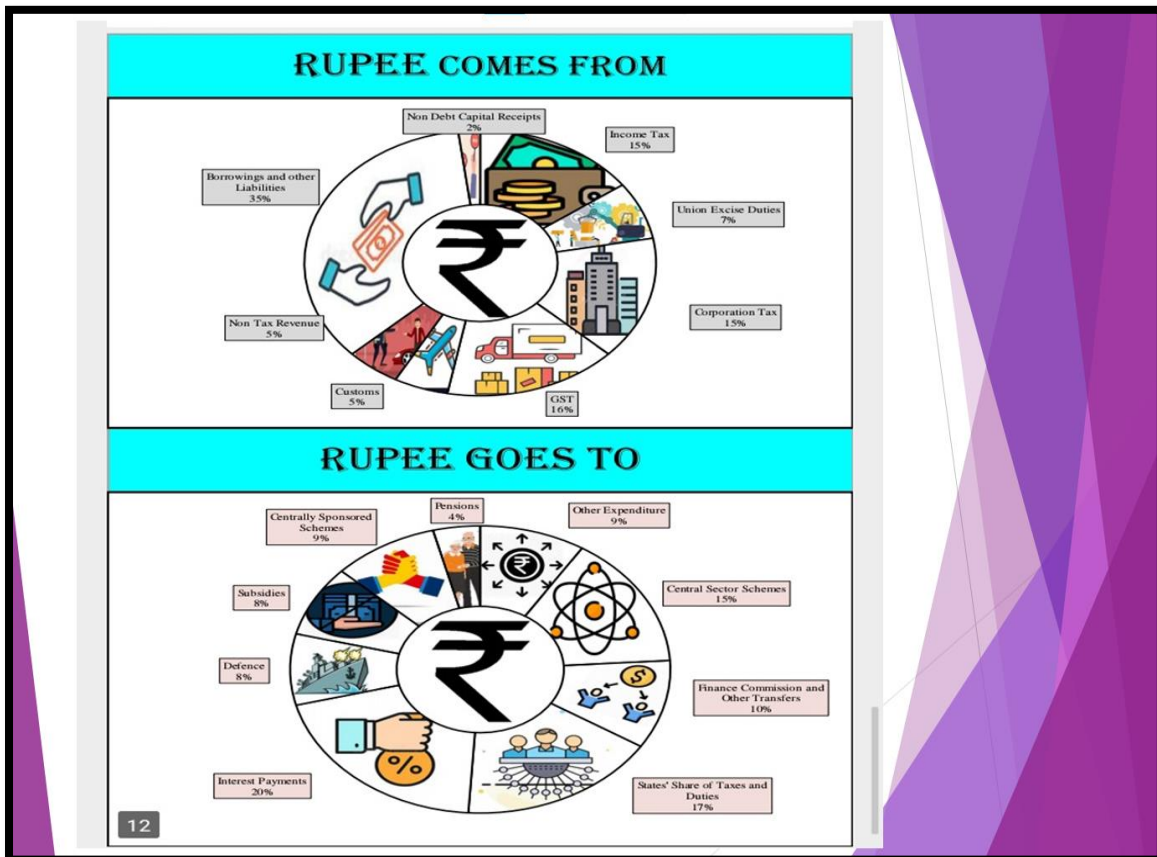 RUPEE COMES FROM
Non Debt Capital Receipts
2%
Income Tax
15%
Borrowings and other
Liabilities
35%
Union Excise Duties
7%
Corporation Tax
15%
Non Tax Revenue
5%
Customs
5%
GST
16%
₹
RUPEE GOES TO
Pensions
4%
Other Expenditure
9%
Centrally Sponsored
Schemes
9%
₹
Central Sector Schemes
15%
Subsidies
8%
₹
Defence
8%
$
Finance Commission and
Other Transfers
10%
%
Interest Payments
20%
States' Share of Taxes and
Duties
17%
12